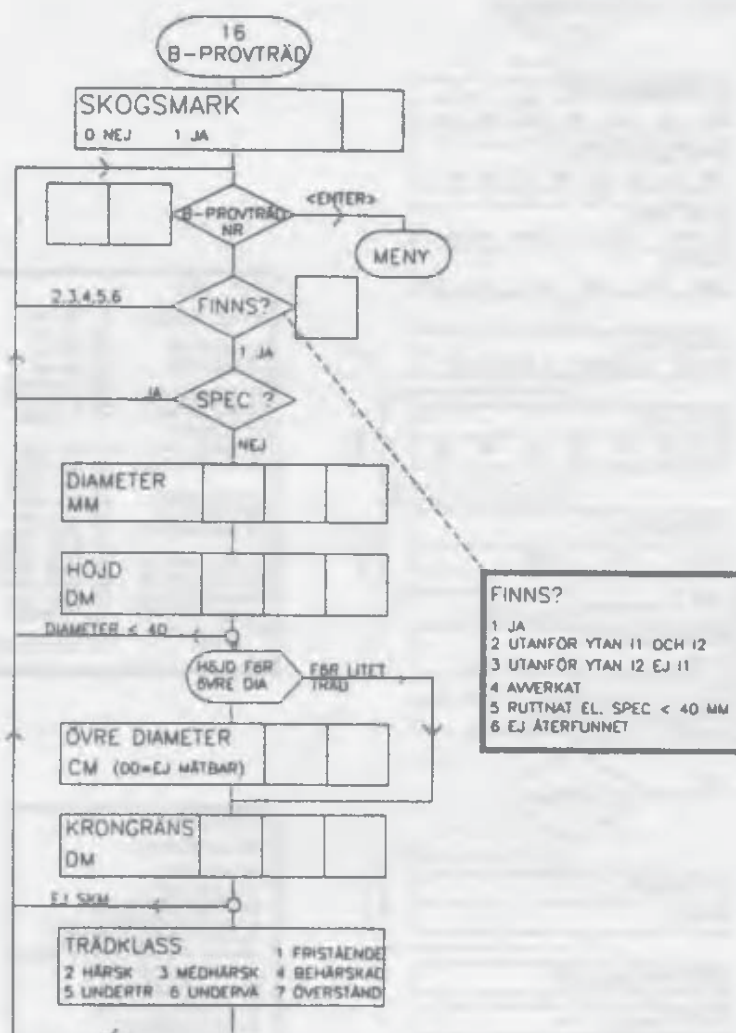 16
B-PROVTRÄD
SKOGSMARK
0 NEJ 1 JA
B-PROVTRÄD
NR
<ENTER>
MENY
2,3,4,5,6
FINNS?
1 JA
JA
SPEC ?
NEJ
DIAMETER
MM
HÖJD
DM
DIAMETER < 40
HÖJD FÖR
ÖVRE DIA
FÖR LITET
TRÄD
ÖVRE DIAMETER
CM (00=EJ MÄTBAR)
KRONGRÄNS
DM
EJ SKM
TRÄDKLASS
1 FRISTÅENDE
2 HÄRSK 3 MEDHÄRSK 4 BEHÄRSKAD
5 UNDERTR 6 UNDERVÄ 7 ÖVERSTÅND
FINNS?
1 JA
2 UTANFÖR YTAN I1 OCH I2
3 UTANFÖR YTAN I2 EJ I1
4 AVVERKAT
5 RUTTNAT EL. SPEC < 40 MM
6 EJ ÅTERFUNNET